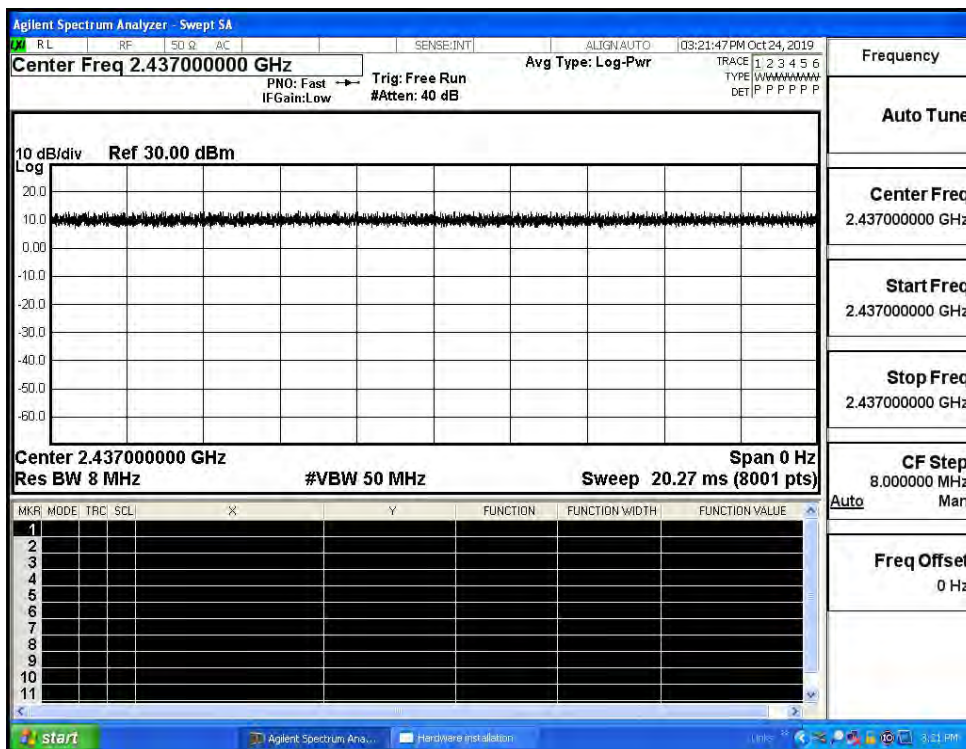 Agilent Spectrum Analyzer - Swept SA
LXI RL RF 50 Ω AC SENSE:INT ALIGN AUTO 03:21:47 PM Oct 24, 2019
Center Freq 2.437000000 GHz
PNO: Fast
IFGain:Low
Trig: Free Run
#Atten: 40 dB
Avg Type: Log-Pwr
TRACE 1 2 3 4 5 6
TYPE WWWWWW
DET P P P P P P
10 dB/div Ref 30.00 dBm
Log
20.0
10.0
0.00
-10.0
-20.0
-30.0
-40.0
-50.0
-60.0
Center 2.437000000 GHz Span 0 Hz
Res BW 8 MHz #VBW 50 MHz Sweep 20.27 ms (8001 pts)
MKR MODE TRC SCL X Y FUNCTION FUNCTION WIDTH FUNCTION VALUE
1
2
3
4
5
6
7
8
9
10
11
Frequency
Auto Tune
Center Freq
2.437000000 GHz
Start Freq
2.437000000 GHz
Stop Freq
2.437000000 GHz
CF Step
8.000000 MHz
Auto Man
Freq Offset
0 Hz
start Agilent Spectrum Ana... Hardware installation Links » 3:21 PM